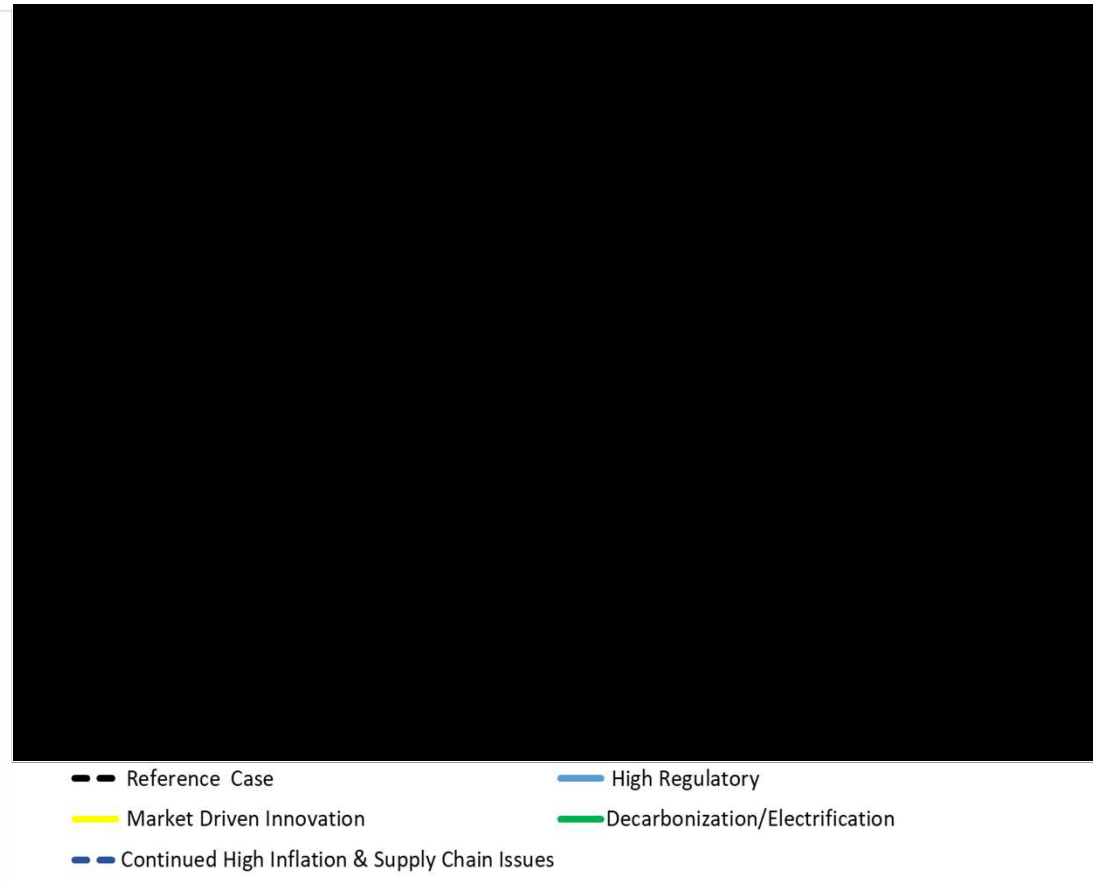 Reference Case High Regulatory
Market Driven Innovation Decarbonization/Electrification
Continued High Inflation & Supply Chain Issues